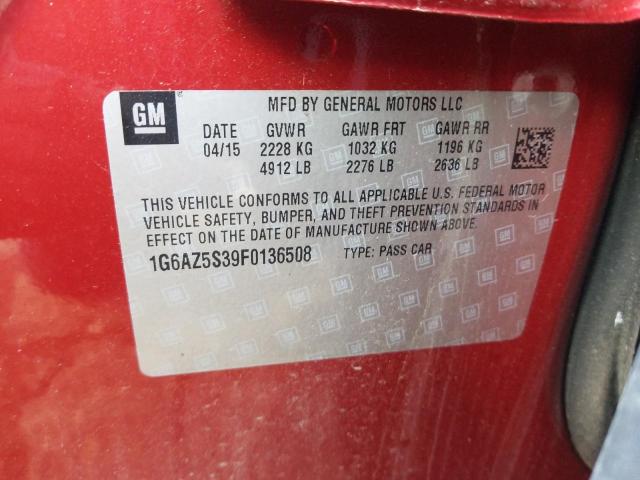 GM
MFD BY GENERAL MOTORS LLC
DATE GVWR GAWR FRT GAWR RR
04/15 2228 KG 1032 KG 1196 KG
4912 LB 2276 LB 2636 LB
THIS VEHICLE CONFORMS TO ALL APPLICABLE U.S. FEDERAL MOTOR
VEHICLE SAFETY, BUMPER, AND THEFT PREVENTION STANDARDS IN
EFFECT ON THE DATE OF MANUFACTURE SHOWN ABOVE.
1G6AZ5S39F0136508 TYPE: PASS CAR